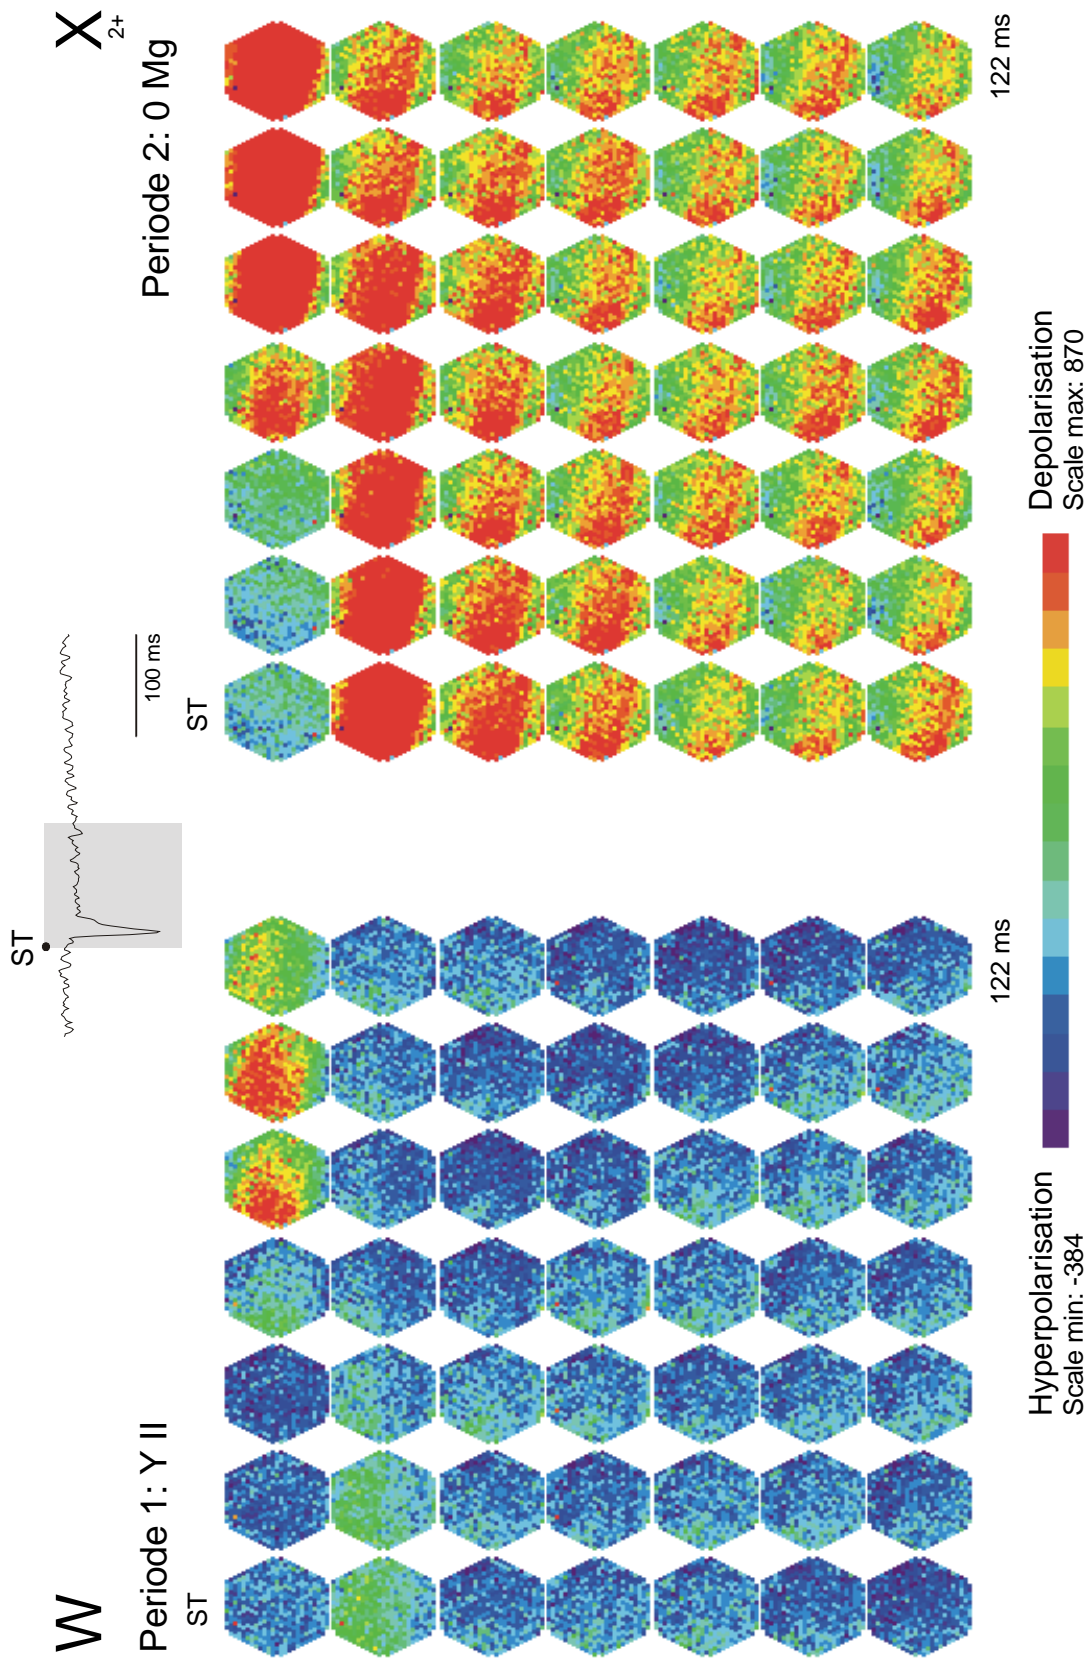 W
Periode 1: Y II
ST
122 ms
ST
100 ms
X
Periode 2: 0 Mg 2+
ST
122 ms
Hyperpolarisation
Scale min: -384
Depolarisation
Scale max: 870